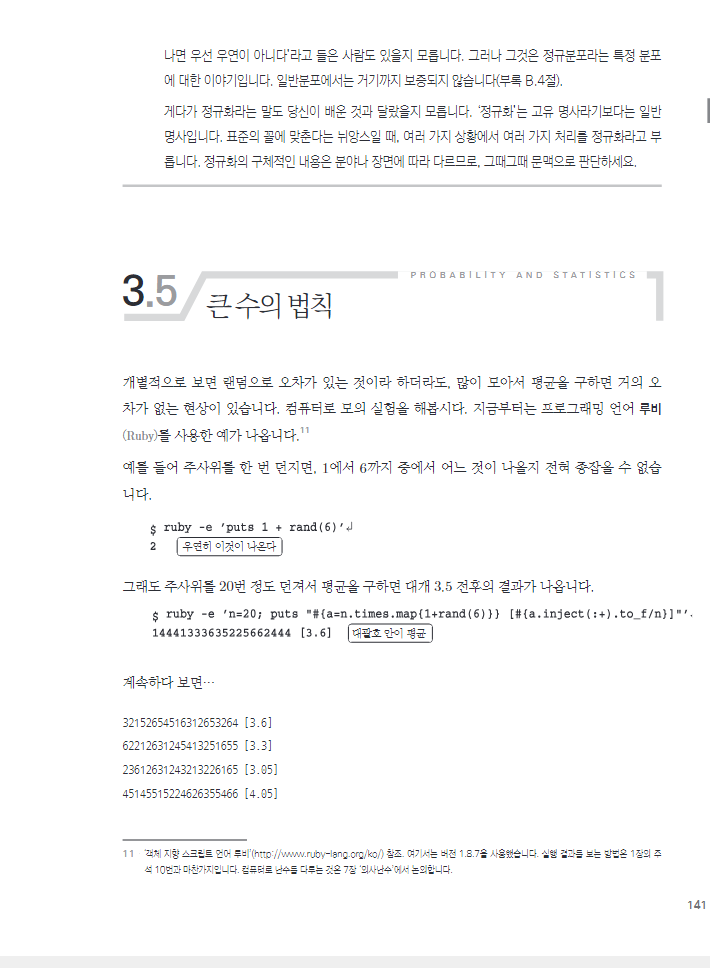 나면 우선 우연이 아니다'라고 들은 사람도 있을지 모릅니다. 그러나 그것은 정규분포라는 특정 분포
에 대한 이야기입니다. 일반분포에서는 거기까지 보증되지 않습니다(부록 B.4절).
게다가 정규화라는 말도 당신이 배운 것과 달랐을지 모릅니다. '정규화'는 고유 명사라기보다는 일반
명사입니다. 표준의 꼴에 맞춘다는 뉘앙스일 때, 여러 가지 상황에서 여러 가지 처리를 정규화라고 부
릅니다. 정규화의 구체적인 내용은 분야나 장면에 따라 다르므로, 그때그때 문맥으로 판단하세요.
PROBABILITY AND STATISTICS
3.5 큰 수의 법칙
개별적으로 보면 랜덤으로 오차가 있는 것이라 하더라도, 많이 모아서 평균을 구하면 거의 오
차가 없는 현상이 있습니다. 컴퓨터로 모의 실험을 해봅시다. 지금부터는 프로그래밍 언어 루비
(Ruby)를 사용한 예가 나옵니다.11
예를 들어 주사위를 한 번 던지면, 1에서 6까지 중에서 어느 것이 나올지 전혀 종잡을 수 없습
니다.
$ ruby -e 'puts 1 + rand(6)'↲
2 우연히 이것이 나온다
그래도 주사위를 20번 정도 던져서 평균을 구하면 대개 3.5 전후의 결과가 나옵니다.
$ ruby -e 'n=20; puts "#{a=n.times.map{1+rand(6)}} [#{a.inject(:+).to_f/n}]"'.
14441333635225662444 [3.6] 대괄호 안이 평균
계속하다 보면…
32152654516312653264 [3.6]
62212631245413251655 [3.3]
23612631243213226165 [3.05]
45145515224626355466 [4.05]
11 '객체 지향 스크립트 언어 루비'(http://www.ruby-lang.org/ko/) 참조. 여기서는 버전 1.8.7을 사용했습니다. 실행 결과를 보는 방법은 1장의 주
석 10번과 마찬가지입니다. 컴퓨터로 난수를 다루는 것은 7장 '의사난수'에서 논의합니다.
141